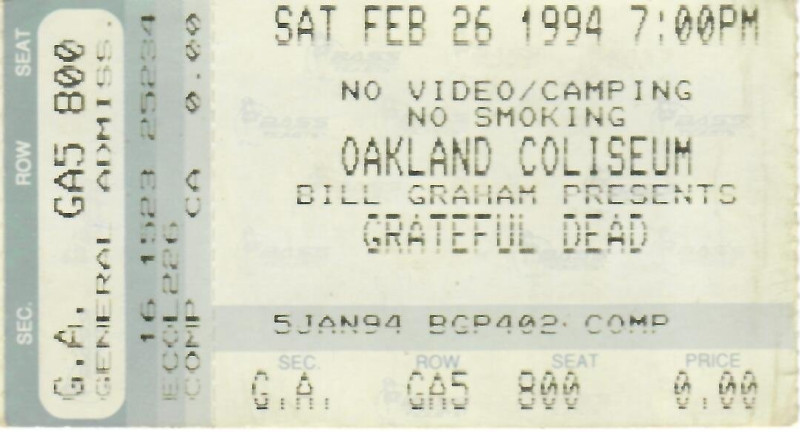 SEC. ROW SEAT
G.A. GA5 800
GENERAL ADMISS.
16 1523 25234
ECOL226
COMP CA 0.00
SAT FEB 26 1994 7:00PM
NO VIDEO/CAMPING
NO SMOKING
OAKLAND COLISEUM
BILL GRAHAM PRESENTS
GRATEFUL DEAD
5JAN94 BGP402 COMP
SEC. ROW SEAT PRICE
G.A. GA5 800 0.00